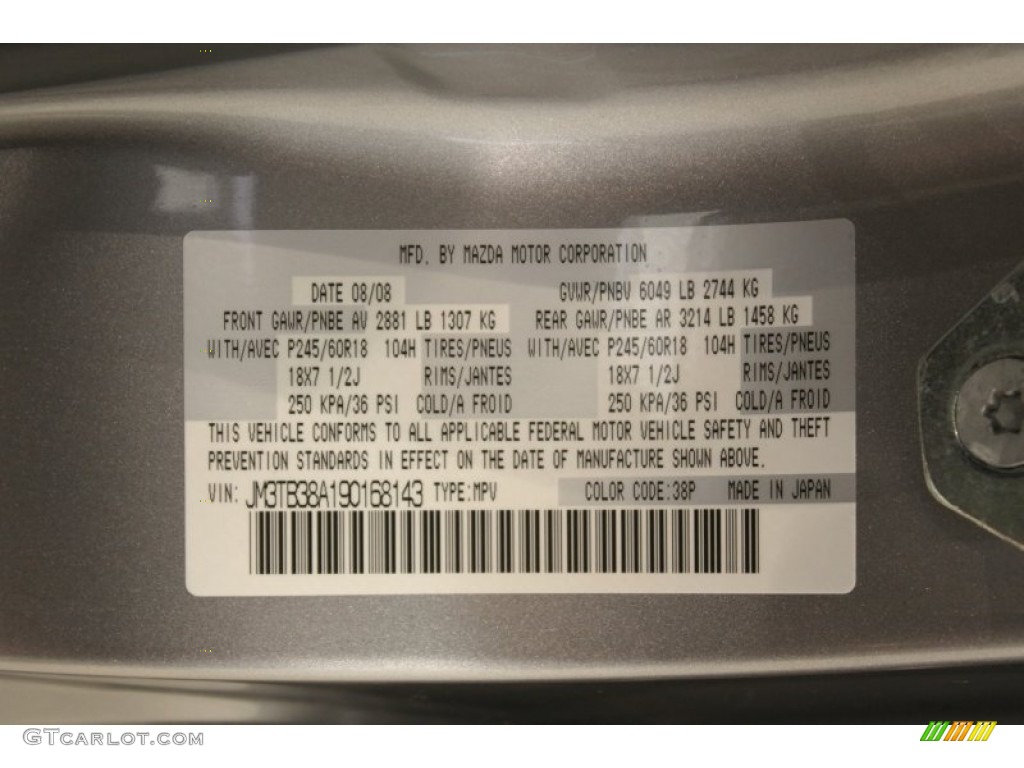 MFD. BY MAZDA MOTOR CORPORATION
DATE 08/08 GVWR/PNBV 6049 LB 2744 KG
FRONT GAWR/PNBE AV 2881 LB 1307 KG REAR GAWR/PNBE AR 3214 LB 1458 KG
WITH/AVEC P245/60R18 104H TIRES/PNEUS WITH/AVEC P245/60R18 104H TIRES/PNEUS
18X7 1/2J RIMS/JANTES 18X7 1/2J RIMS/JANTES
250 KPA/36 PSI COLD/A FROID 250 KPA/36 PSI COLD/A FROID
THIS VEHICLE CONFORMS TO ALL APPLICABLE FEDERAL MOTOR VEHICLE SAFETY AND THEFT
PREVENTION STANDARDS IN EFFECT ON THE DATE OF MANUFACTURE SHOWN ABOVE.
VIN: JM3TB38A190168143 TYPE:MPV COLOR CODE:38P MADE IN JAPAN
GTCarlot.com